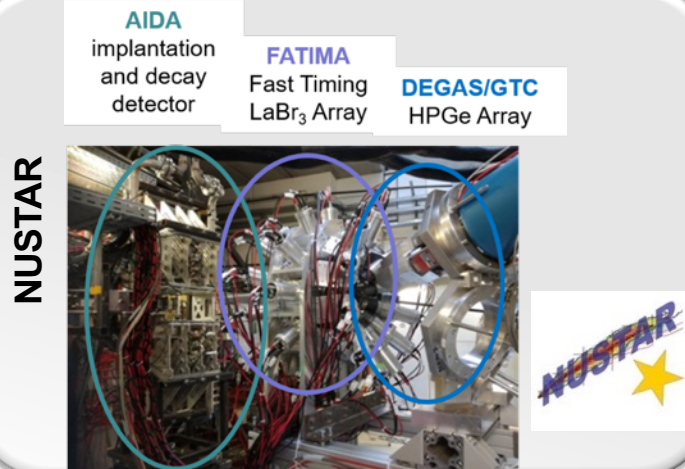 AIDA
implantation
and decay
detector
FATIMA
Fast Timing
LaBr₃ Array
DEGAS/GTC
HPGe Array
NUSTAR
NUSTAR